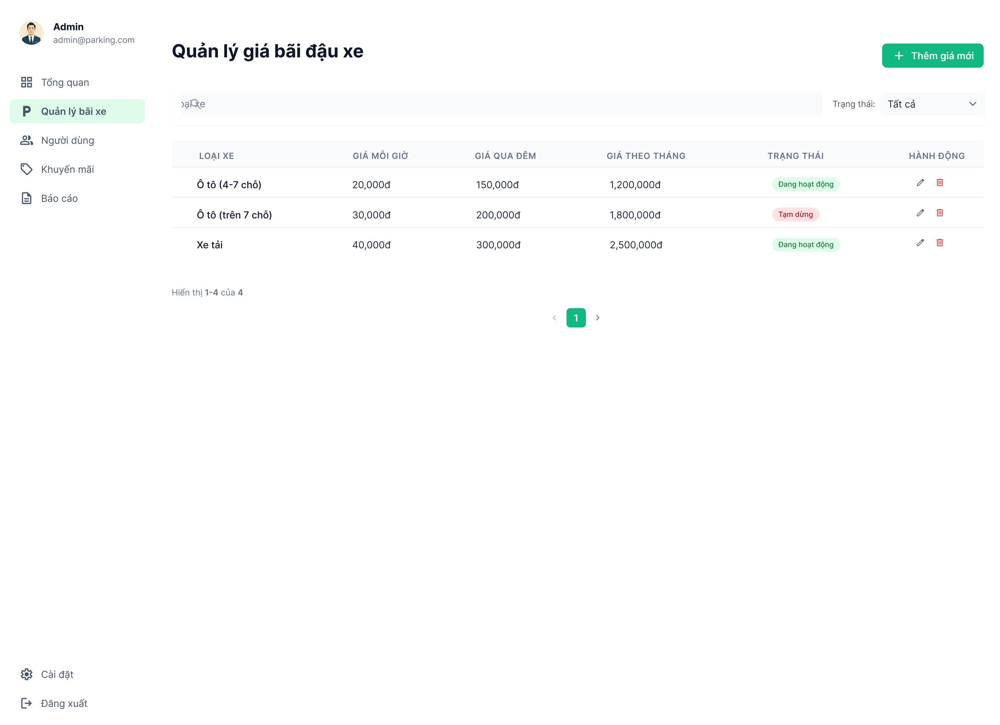 Admin
admin@parking.com
Tổng quan
Quản lý bãi xe
Người dùng
Khuyến mãi
Báo cáo
Cài đặt
Đăng xuất
Quản lý giá bãi đậu xe
Thêm giá mới
Trạng thái: Tất cả
LOẠI XE GIÁ MỖI GIỜ GIÁ QUA ĐÊM GIÁ THEO THÁNG TRẠNG THÁI HÀNH ĐỘNG
Ô tô (4-7 chỗ) 20,000đ 150,000đ 1,200,000đ Đang hoạt động
Ô tô (trên 7 chỗ) 30,000đ 200,000đ 1,800,000đ Tạm dừng
Xe tải 40,000đ 300,000đ 2,500,000đ Đang hoạt động
Hiển thị 1-4 của 4
1